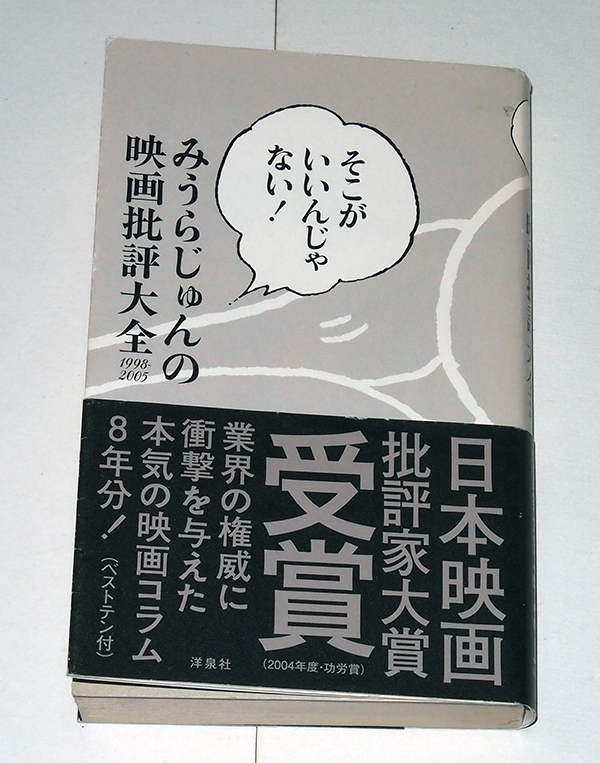 そこが
いいんじゃ
ない!
みうらじゅんの
映画批評大全
1998-
2005
日本映画
批評家大賞
受賞
(2004年度・功労賞)
業界の権威に
衝撃を与えた
本気の映画コラム
8年分!
(ベストテン付)
洋泉社